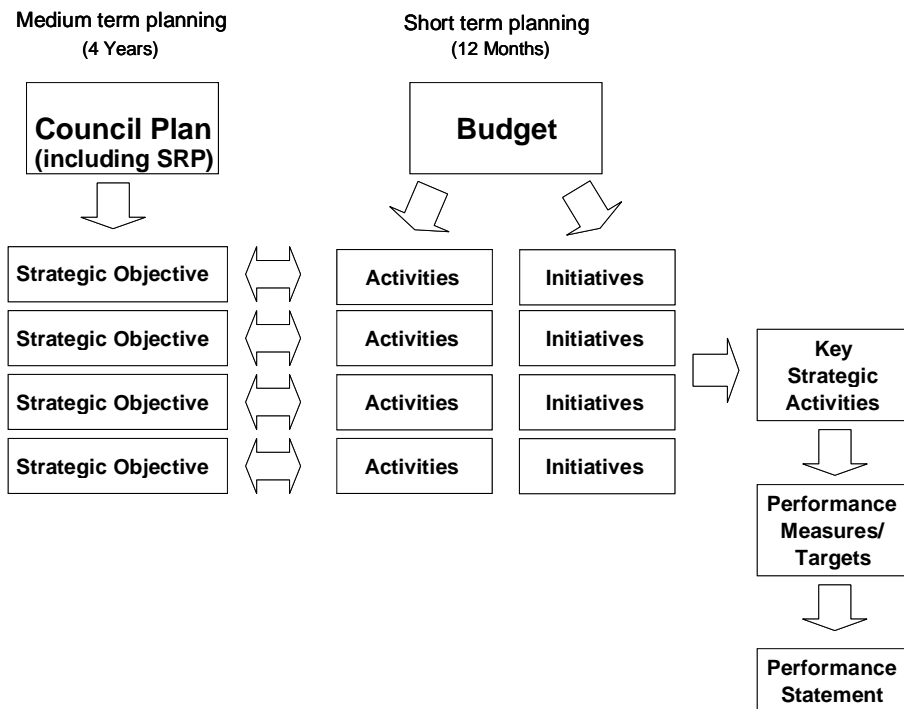 Medium term planning
(4 Years)
Short term planning
(12 Months)
Council Plan
(including SRP)
Budget
Strategic Objective
Activities
Initiatives
Strategic Objective
Activities
Initiatives
Strategic Objective
Activities
Initiatives
Strategic Objective
Activities
Initiatives
Key
Strategic
Activities
Performance
Measures/
Targets
Performance
Statement